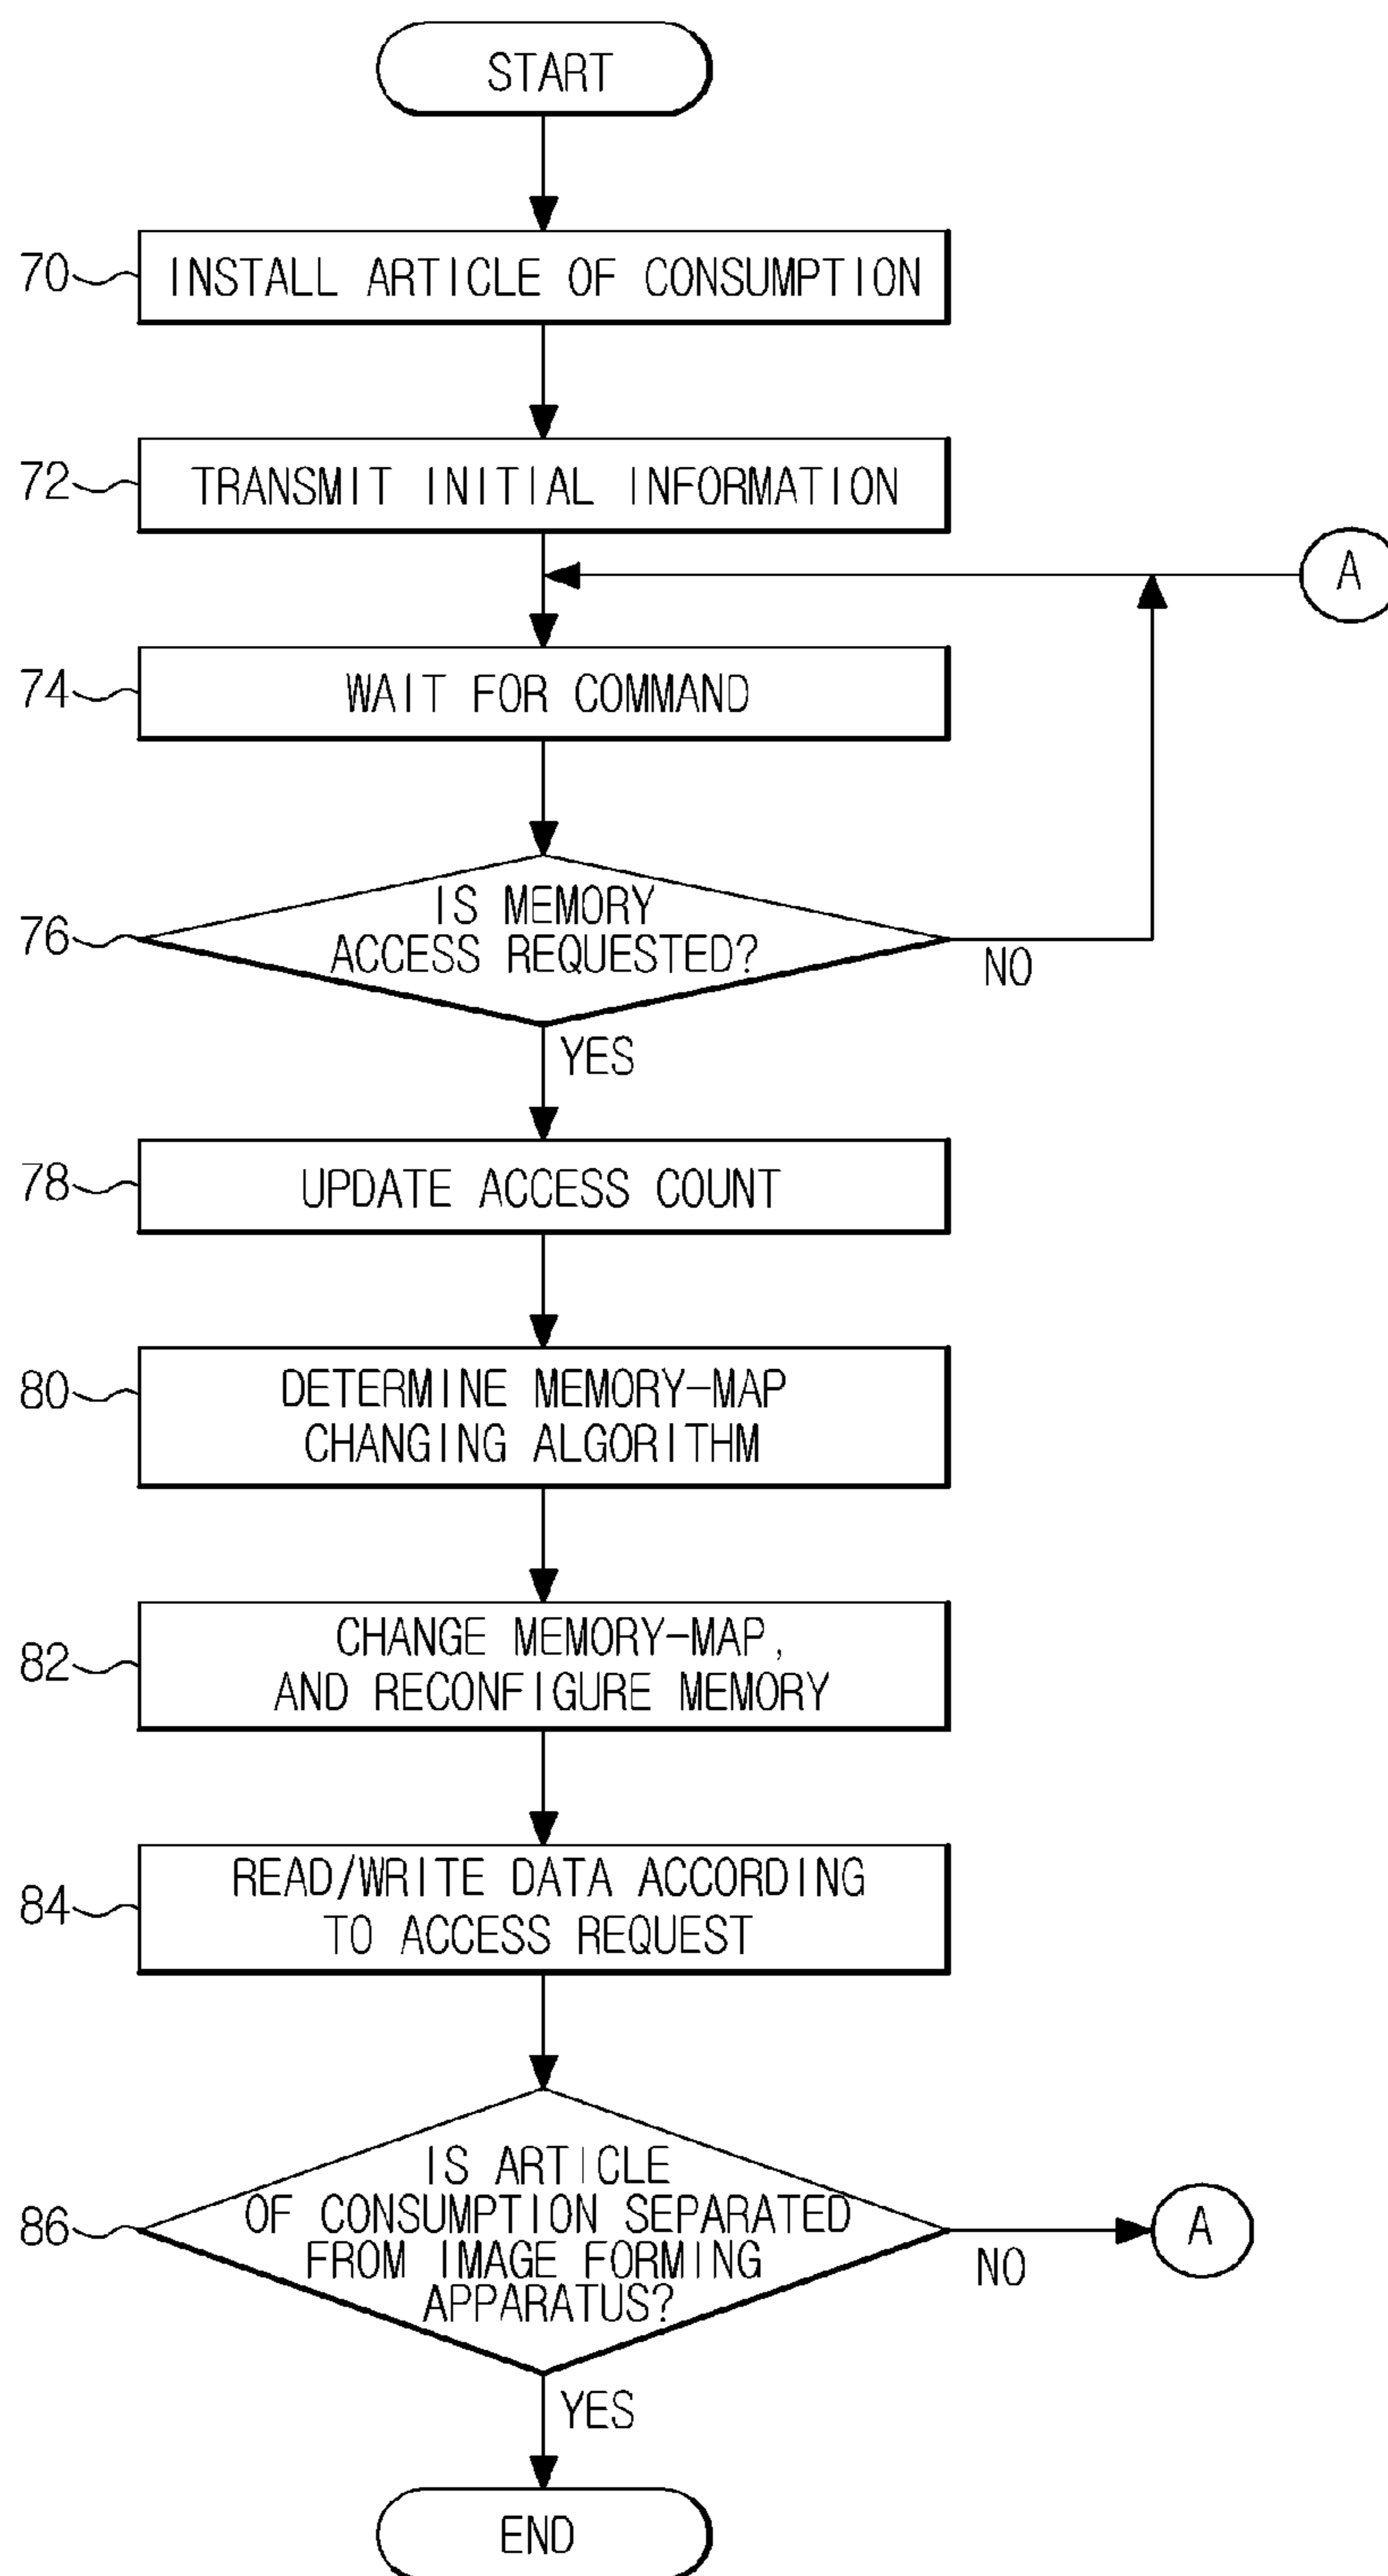 START
70
INSTALL ARTICLE OF CONSUMPTION
72
TRANSMIT INITIAL INFORMATION
A
74
WAIT FOR COMMAND
76
IS MEMORY
ACCESS REQUESTED?
NO
YES
78
UPDATE ACCESS COUNT
80
DETERMINE MEMORY-MAP
CHANGING ALGORITHM
82
CHANGE MEMORY-MAP,
AND RECONFIGURE MEMORY
84
READ/WRITE DATA ACCORDING
TO ACCESS REQUEST
86
IS ARTICLE
OF CONSUMPTION SEPARATED
FROM IMAGE FORMING
APPARATUS?
NO
A
YES
END